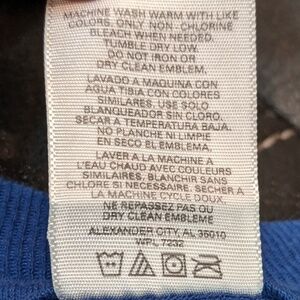 MACHINE WASH WARM WITH LIKE
COLORS. ONLY NON. CHLORINE
BLEACH WHEN NEEDED.
TUMBLE DRY LOW.
DO NOT IRON OR
DRY CLEAN EMBLEM.
LAVADO A MAQUINA CON
AGUA TIBIA CON COLORES
SIMILARES. USE SOLO
BLANQUEADOR SIN CLORO.
SECAR A TEMPERATURA BAJA.
NO PLANCHE NI LIMPIE
EN SECO EL EMBLEMA.
LAVER A LA MACHINE A
L'EAU CHAUD AVEC COULEURS
SIMILAIRES. BLANCHIR SANS
CHLORE SI NECESSAIRE. SECHER A
LA MACHINE CYCLE DOUX.
NE REPASSEZ PAS OU
DRY CLEAN EMBLEME
ALEXANDER CITY, AL 35010
WPL 7232